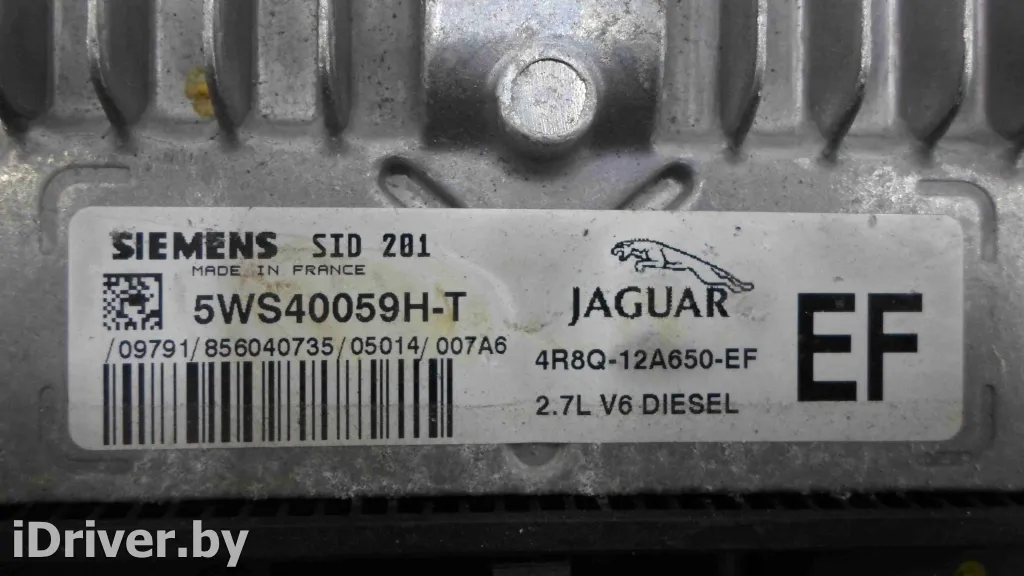 SIEMENS SID 201
MADE IN FRANCE
5WS40059H-T
/09791/856040735/05014/007A6
JAGUAR
4R8Q-12A650-EF
2.7L V6 DIESEL
EF
iDriver.by